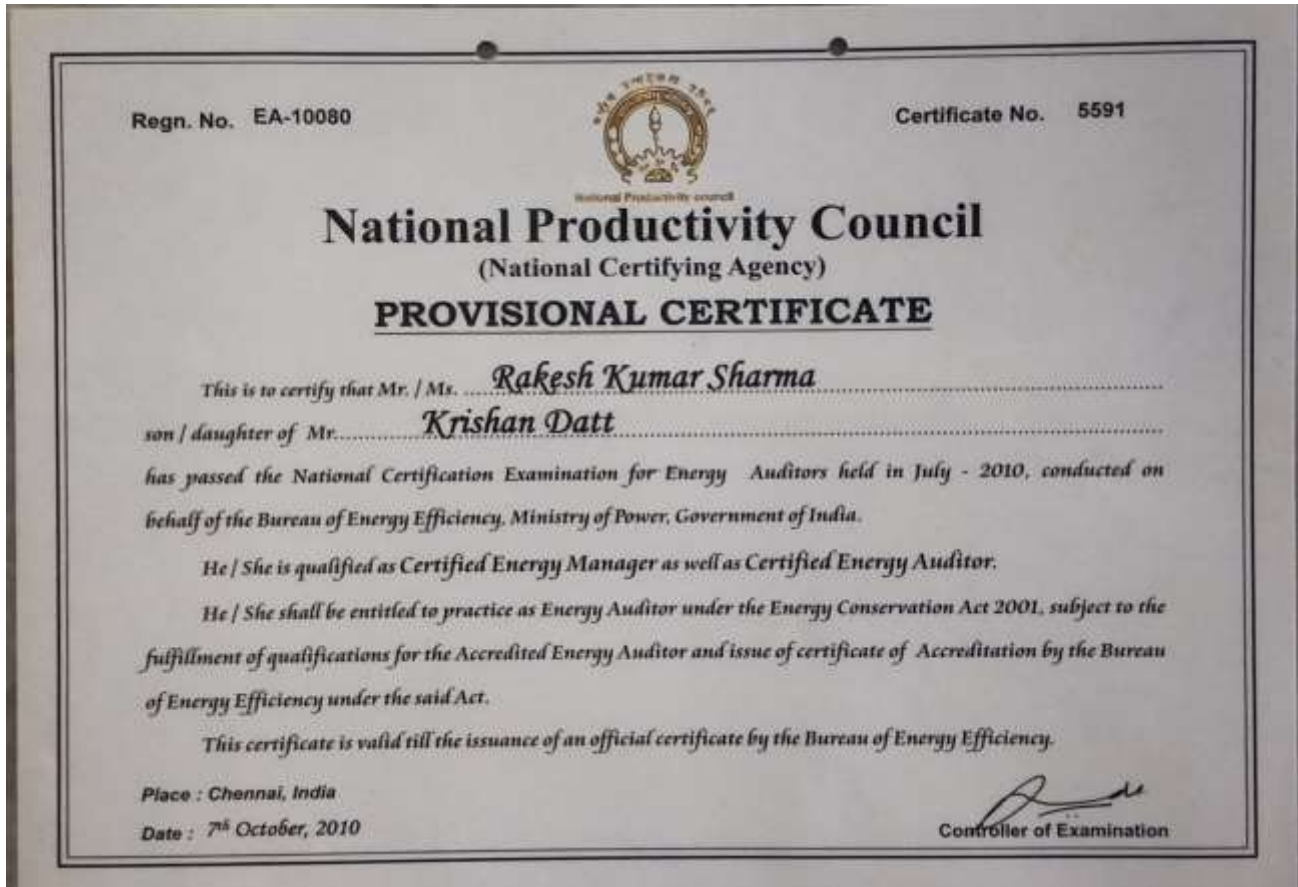 Regn. No. EA-10080
Certificate No. 5591
National Productivity council
National Productivity Council
(National Certifying Agency)
PROVISIONAL CERTIFICATE
This is to certify that Mr. / Ms. Rakesh Kumar Sharma
son / daughter of Mr. Krishan Datt
has passed the National Certification Examination for Energy Auditors held in July - 2010, conducted on
behalf of the Bureau of Energy Efficiency, Ministry of Power, Government of India.
He / She is qualified as Certified Energy Manager as well as Certified Energy Auditor.
He / She shall be entitled to practice as Energy Auditor under the Energy Conservation Act 2001, subject to the
fulfillment of qualifications for the Accredited Energy Auditor and issue of certificate of Accreditation by the Bureau
of Energy Efficiency under the said Act.
This certificate is valid till the issuance of an official certificate by the Bureau of Energy Efficiency.
Place : Chennai, India
Date : 7th October, 2010
Controller of Examination